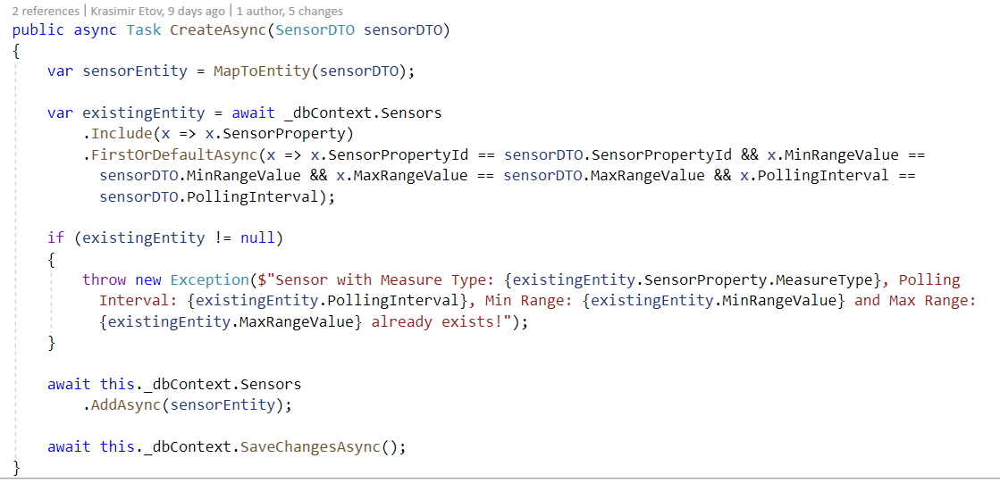 2 references | Krasimir Etov, 9 days ago | 1 author, 5 changes
public async Task CreateAsync(SensorDTO sensorDTO)
{
    var sensorEntity = MapToEntity(sensorDTO);

    var existingEntity = await _dbContext.Sensors
        .Include(x => x.SensorProperty)
        .FirstOrDefaultAsync(x => x.SensorPropertyId == sensorDTO.SensorPropertyId && x.MinRangeValue ==
          sensorDTO.MinRangeValue && x.MaxRangeValue == sensorDTO.MaxRangeValue && x.PollingInterval ==
          sensorDTO.PollingInterval);

    if (existingEntity != null)
    {
        throw new Exception($"Sensor with Measure Type: {existingEntity.SensorProperty.MeasureType}, Polling
          Interval: {existingEntity.PollingInterval}, Min Range: {existingEntity.MinRangeValue} and Max Range:
          {existingEntity.MaxRangeValue} already exists!");
    }

    await this._dbContext.Sensors
        .AddAsync(sensorEntity);

    await this._dbContext.SaveChangesAsync();
}